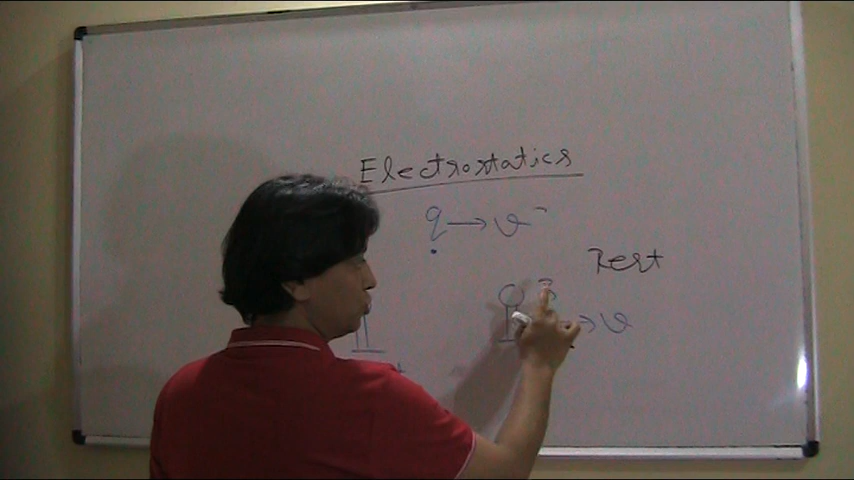 Electrostatics
q → v
Rest
→ v